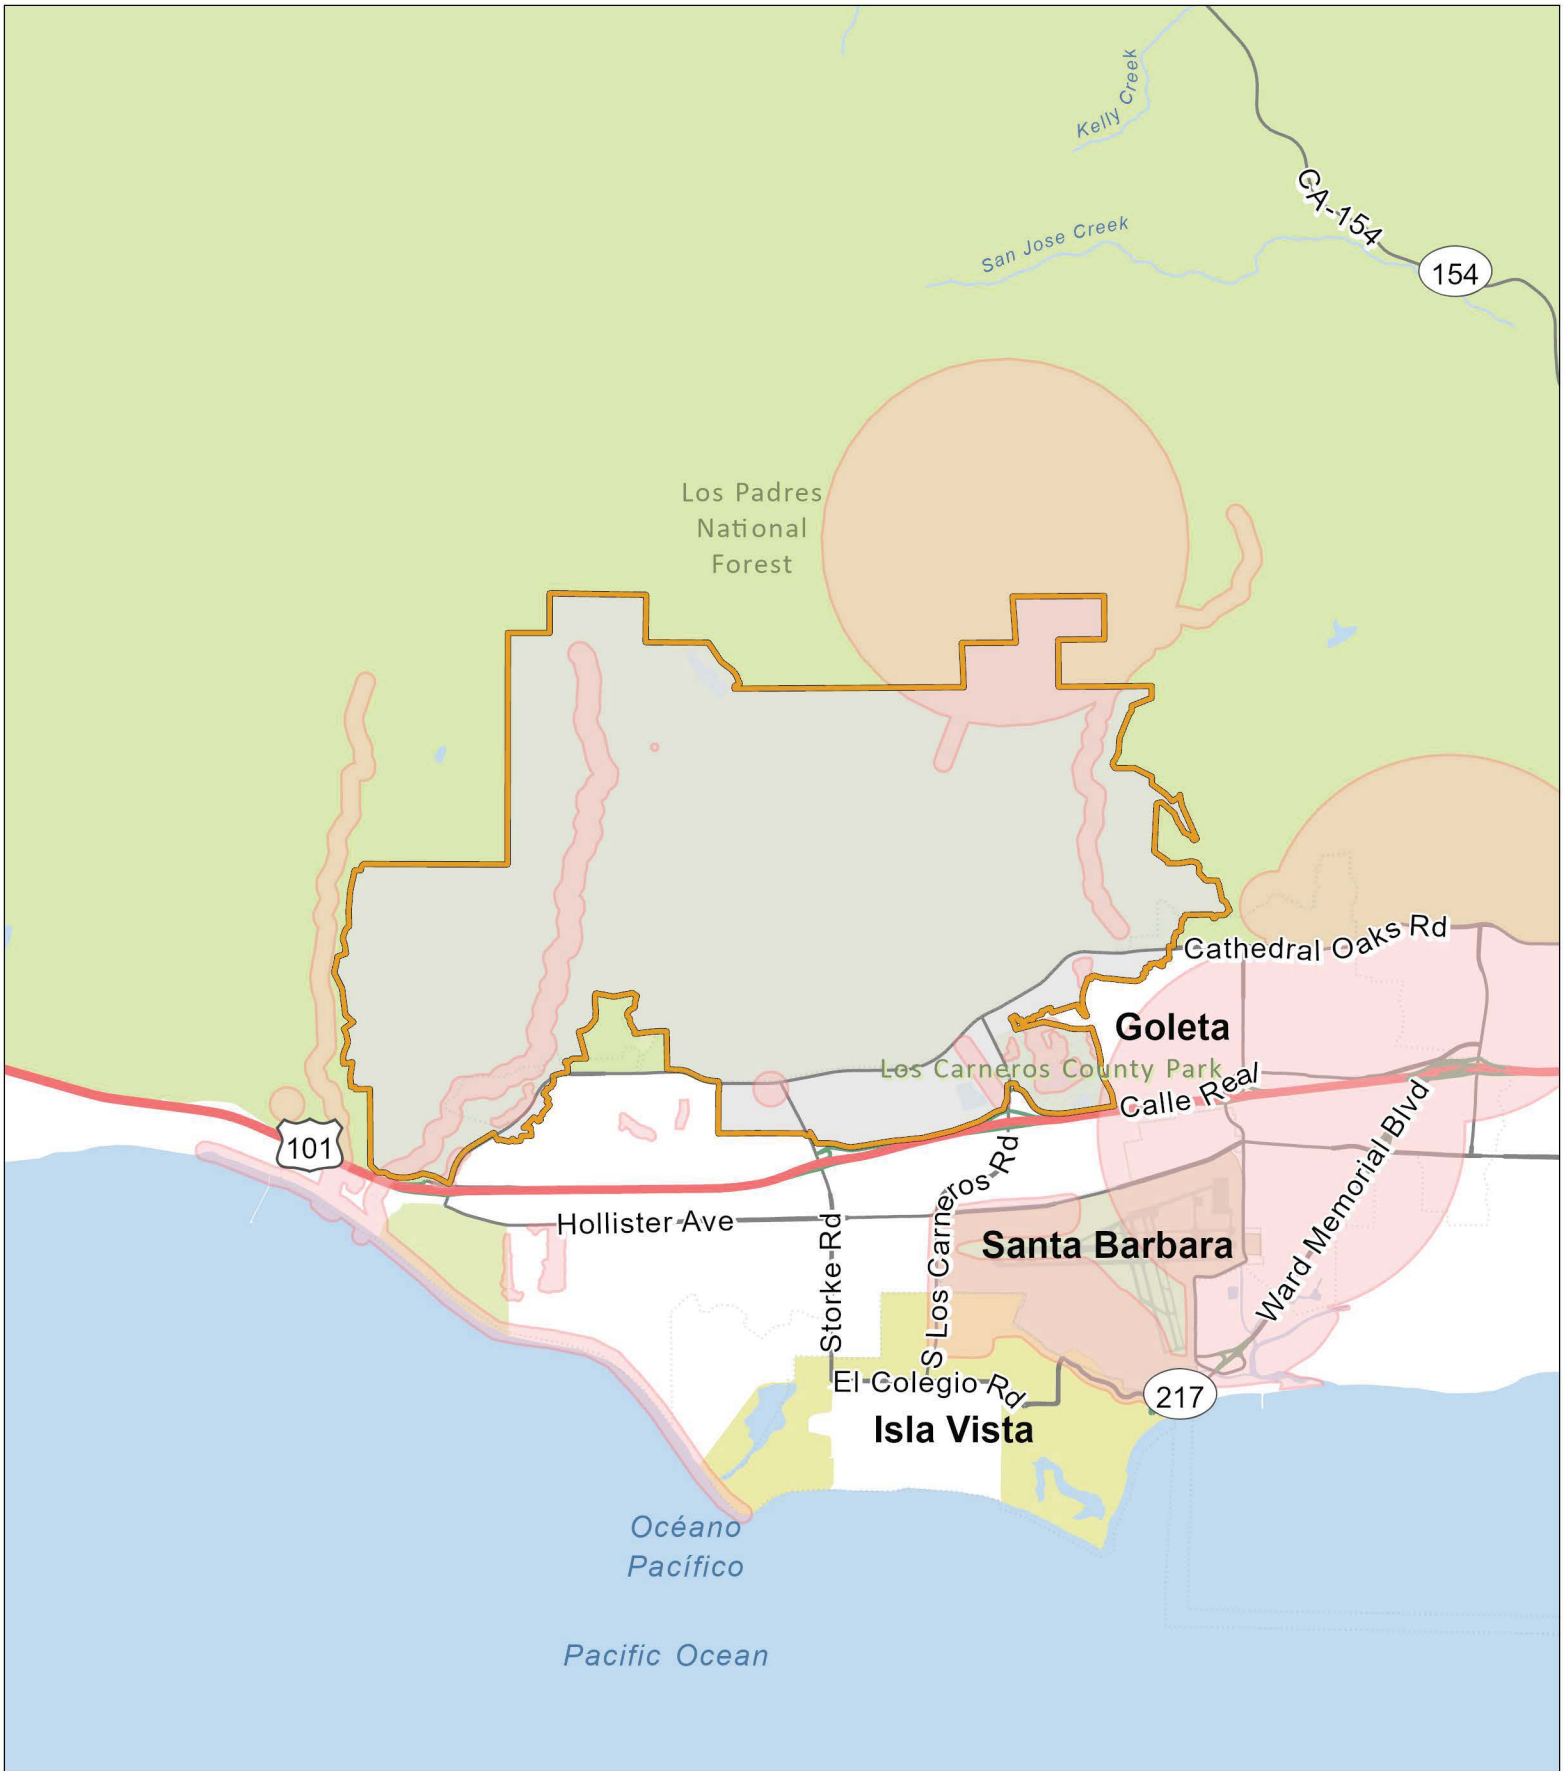 Kelly Creek
CA-154
154
San Jose Creek
Los Padres
National
Forest
Cathedral Oaks Rd
Goleta
Los Carneros County Park
Calle Real
101
Ward Memorial Blvd
S Los Carneros Rd
Hollister Ave
Storke Rd
Santa Barbara
El Colegio Rd
217
Isla Vista
Océano
Pacífico
Pacific Ocean